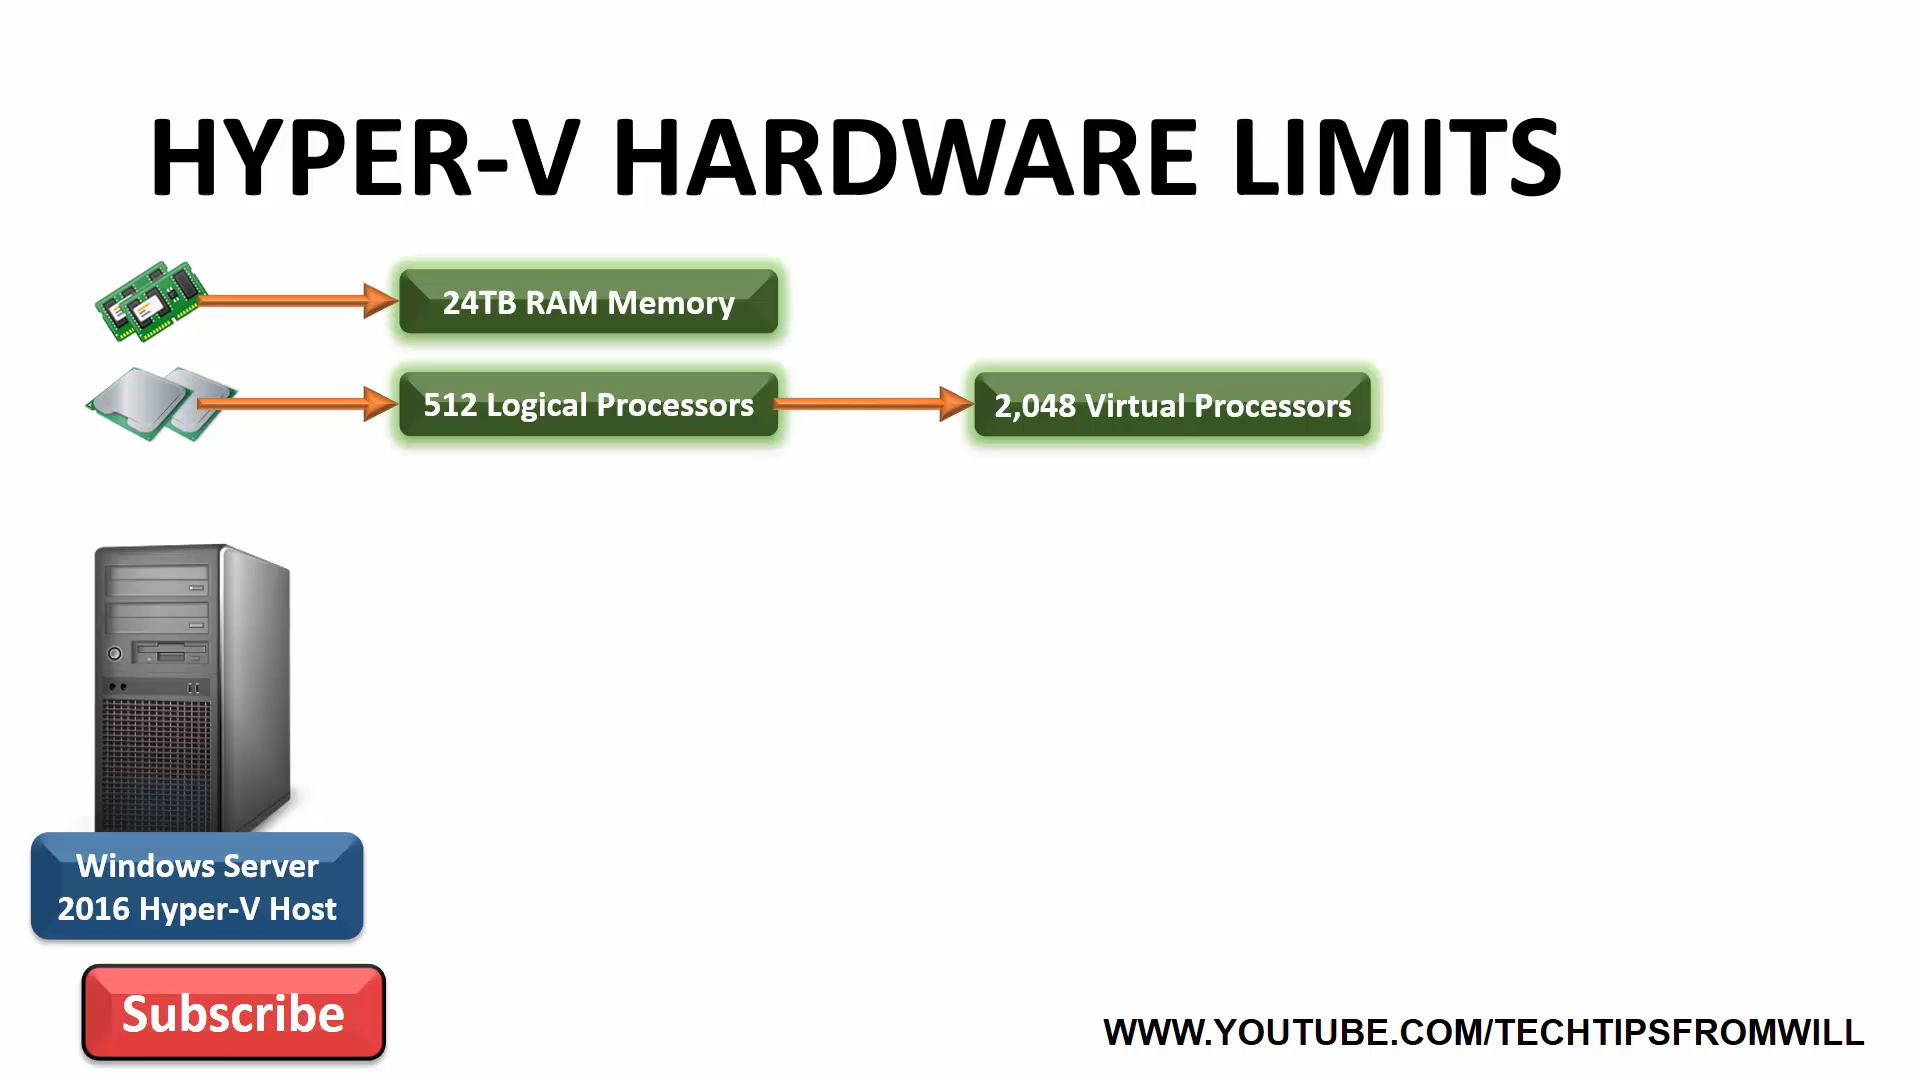 HYPER-V HARDWARE LIMITS
24TB RAM Memory
512 Logical Processors
2,048 Virtual Processors
Windows Server
2016 Hyper-V Host
Subscribe
WWW.YOUTUBE.COM/TECHTIPSFROMWILL